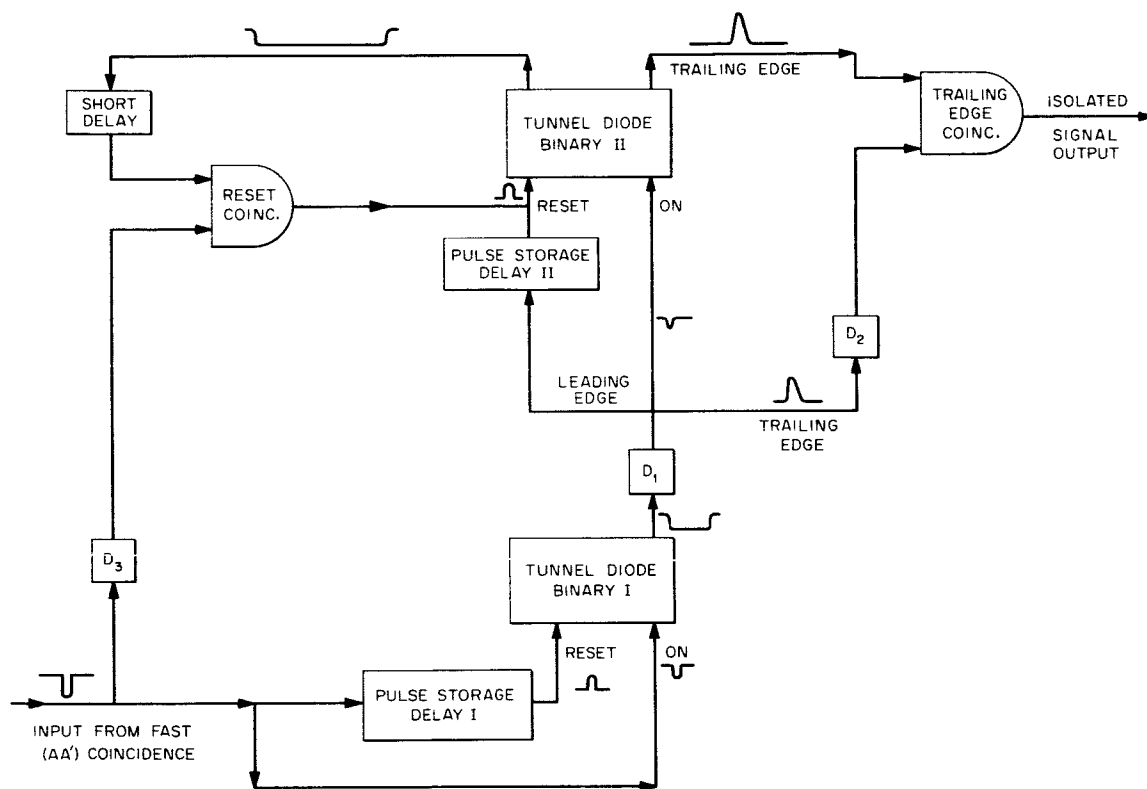 TRAILING EDGE
SHORT
DELAY
TUNNEL DIODE
BINARY II
TRAILING
EDGE
COINC.
ISOLATED
SIGNAL
OUTPUT
RESET
COINC.
RESET
ON
PULSE STORAGE
DELAY II
D2
LEADING
EDGE
TRAILING
EDGE
D1
D3
TUNNEL DIODE
BINARY I
RESET
ON
PULSE STORAGE
DELAY I
INPUT FROM FAST
(AA') COINCIDENCE